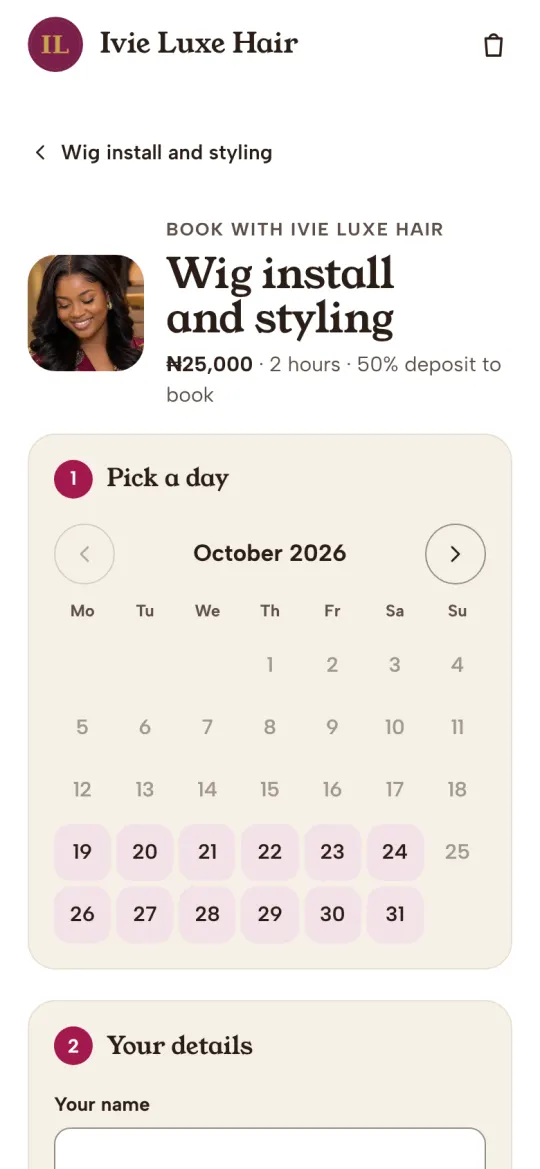 IL Ivie Luxe Hair
Wig install and styling
BOOK WITH IVIE LUXE HAIR
Wig install
and styling
₦25,000 · 2 hours · 50% deposit to
book
1 Pick a day
October 2026
Mo Tu We Th Fr Sa Su
1 2 3 4
5 6 7 8 9 10 11
12 13 14 15 16 17 18
19 20 21 22 23 24 25
26 27 28 29 30 31
2 Your details
Your name